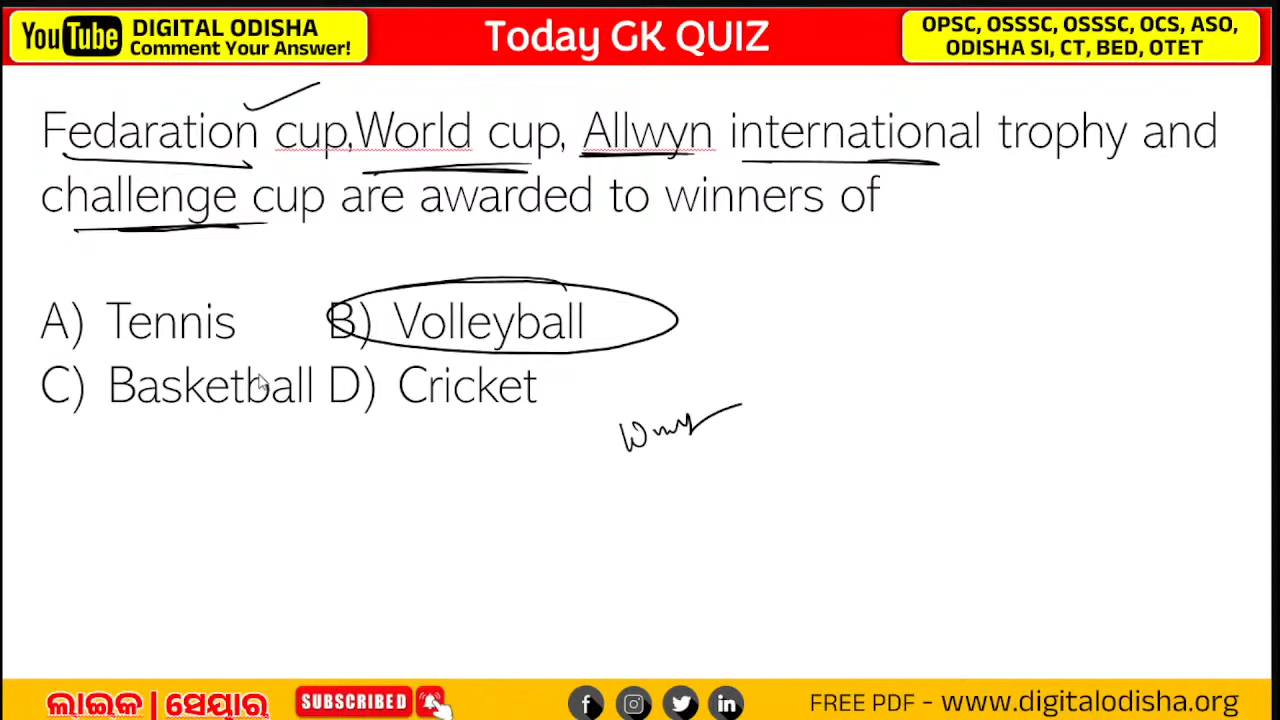 YouTube DIGITAL ODISHA
Comment Your Answer!
Today GK QUIZ
OPSC, OSSSC, OSSSC, OCS, ASO,
ODISHA SI, CT, BED, OTET
Fedaration cup,World cup, Allwyn international trophy and
challenge cup are awarded to winners of
A) Tennis B) Volleyball
C) Basketball D) Cricket
ଲାଇକ | ସେୟାର୍
SUBSCRIBED
FREE PDF - www.digitalodisha.org